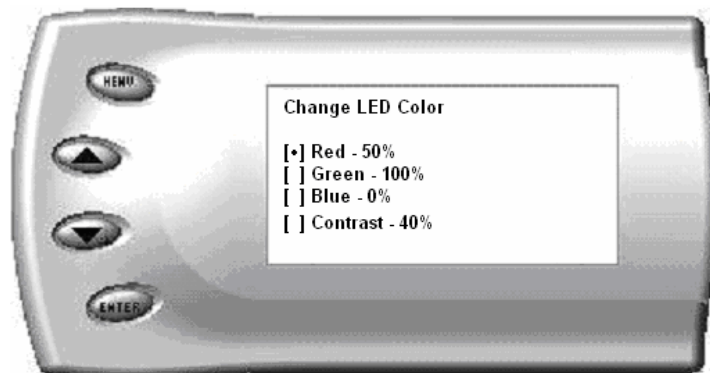 MENU
Change LED Color
[•] Red - 50%
[ ] Green - 100%
[ ] Blue - 0%
[ ] Contrast - 40%
ENTER